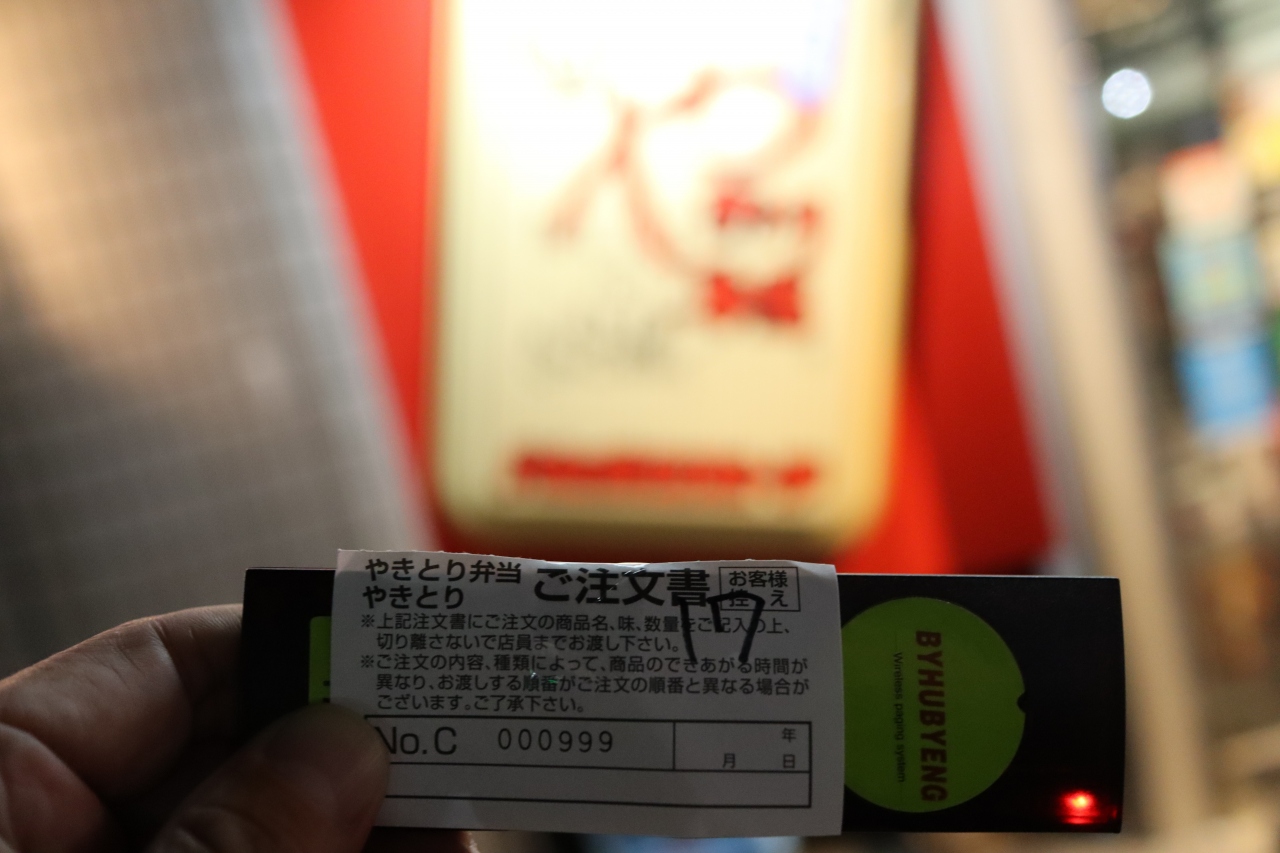 やきとり弁当
やきとり
ご注文書
お客様
控え
17
※上記注文書にご注文の商品名、味、数量をご記入の上、
切り離さないで店員までお渡し下さい。
※ご注文の内容、種類によって、商品のできあがる時間が
異なり、お渡しする順番がご注文の順番と異なる場合が
ございます。ご了承下さい。
No.C 000999
年
月 日
BYHUBYENG
Wireless paging system